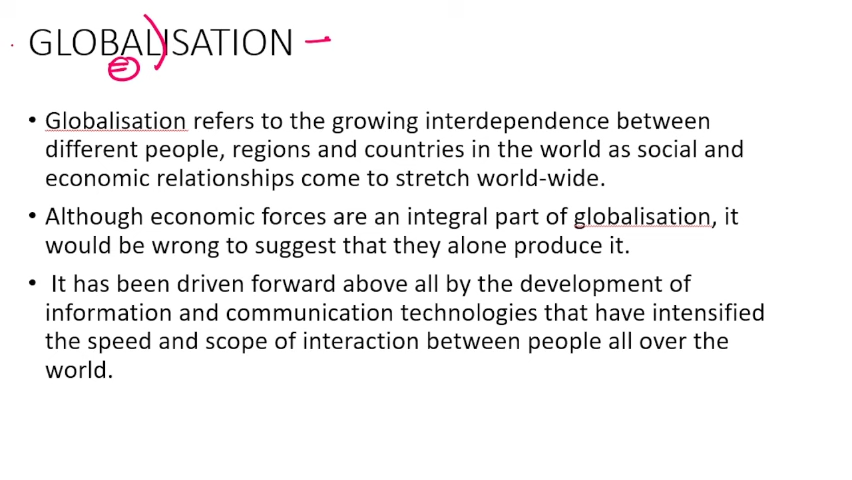 GLOBALISATION –
• Globalisation refers to the growing interdependence between
different people, regions and countries in the world as social and
economic relationships come to stretch world-wide.
• Although economic forces are an integral part of globalisation, it
would be wrong to suggest that they alone produce it.
• It has been driven forward above all by the development of
information and communication technologies that have intensified
the speed and scope of interaction between people all over the
world.